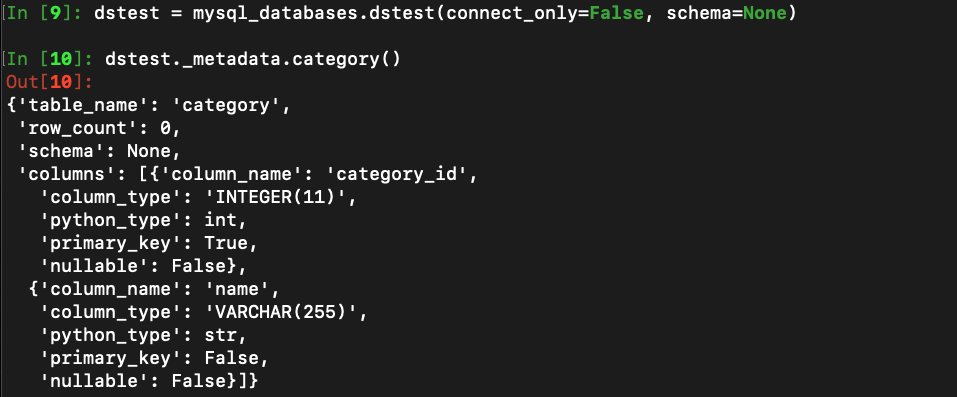 In [9]: dstest = mysql_databases.dstest(connect_only=False, schema=None)
In [10]: dstest._metadata.category()
Out[10]:
{'table_name': 'category',
 'row_count': 0,
 'schema': None,
 'columns': [{'column_name': 'category_id',
   'column_type': 'INTEGER(11)',
   'python_type': int,
   'primary_key': True,
   'nullable': False},
  {'column_name': 'name',
   'column_type': 'VARCHAR(255)',
   'python_type': str,
   'primary_key': False,
   'nullable': False}]}